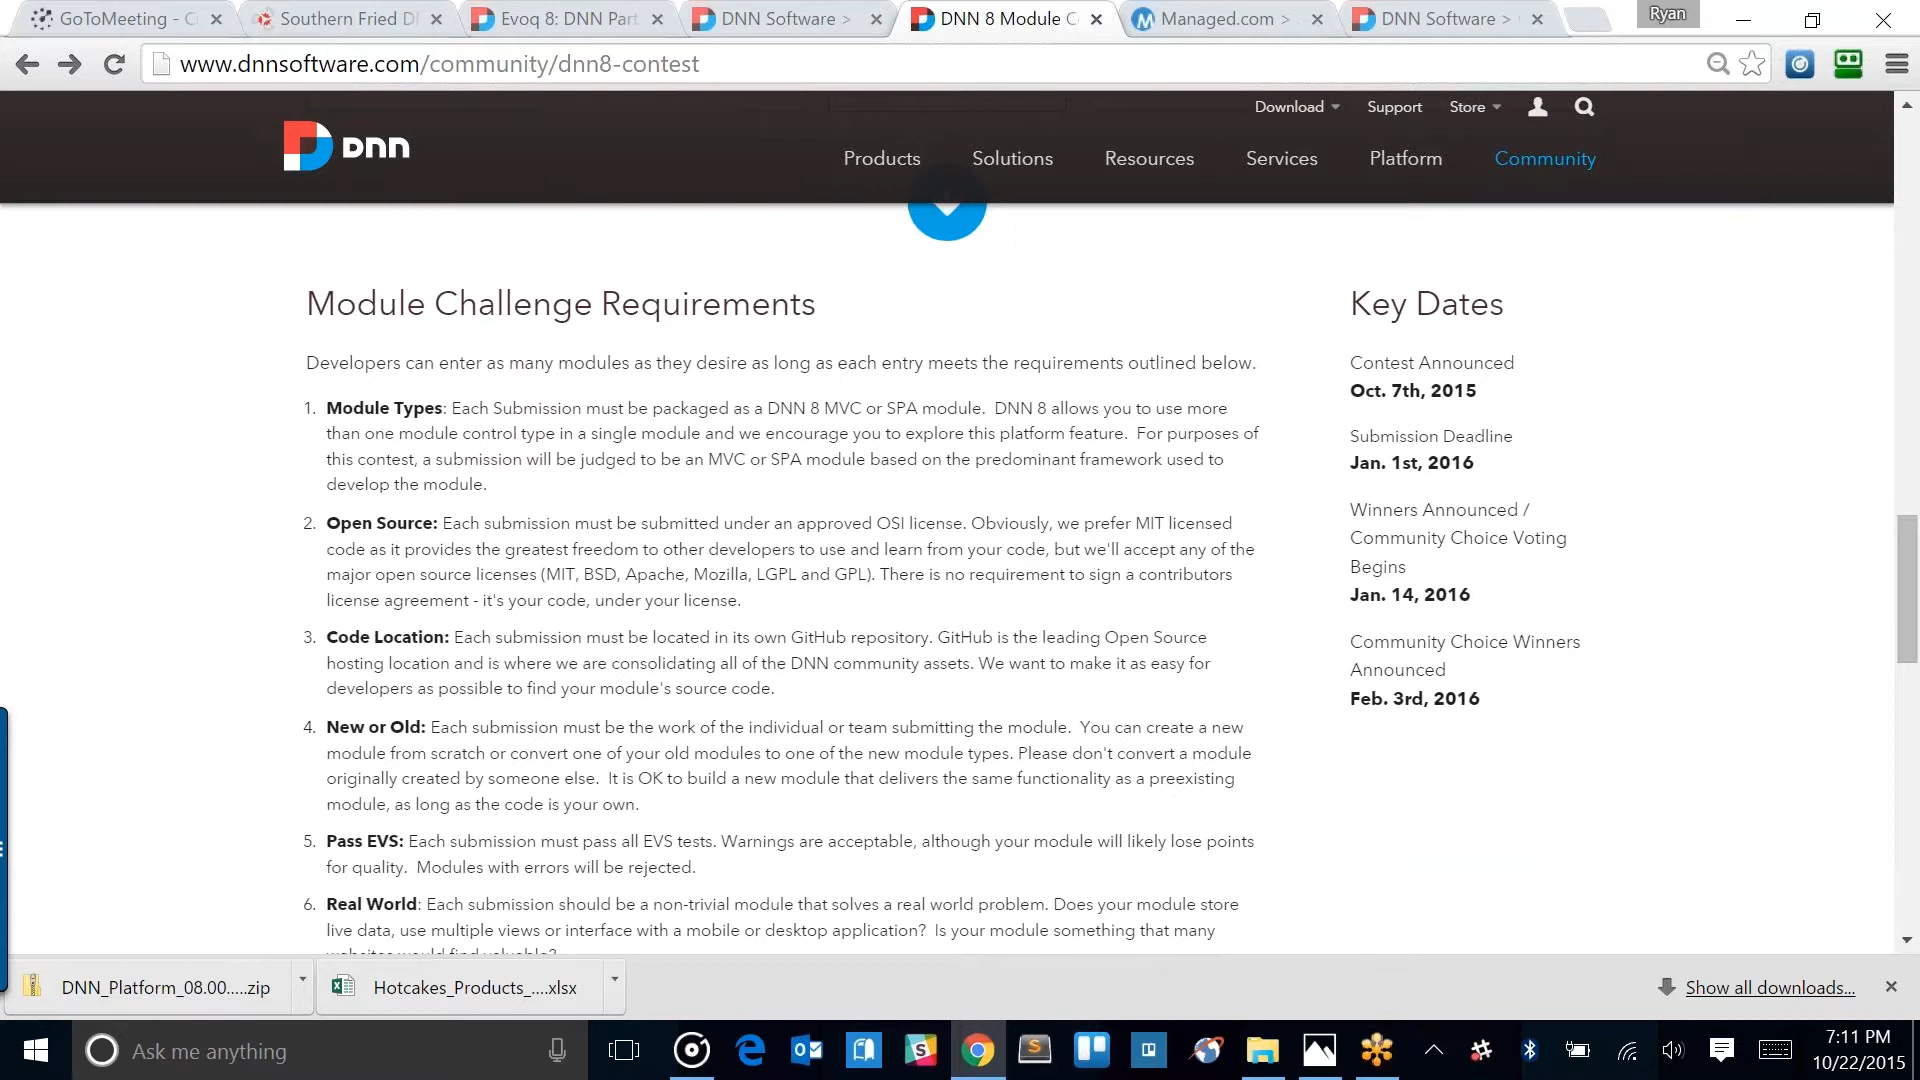 GoToMeeting - C
Southern Fried D
Evoq 8: DNN Part
DNN Software >
DNN 8 Module C
Managed.com >
DNN Software >
Ryan
www.dnnsoftware.com/community/dnn8-contest
Download
Support
Store
DNN
Products
Solutions
Resources
Services
Platform
Community
Module Challenge Requirements
Developers can enter as many modules as they desire as long as each entry meets the requirements outlined below.
1. Module Types: Each Submission must be packaged as a DNN 8 MVC or SPA module. DNN 8 allows you to use more
than one module control type in a single module and we encourage you to explore this platform feature. For purposes of
this contest, a submission will be judged to be an MVC or SPA module based on the predominant framework used to
develop the module.
2. Open Source: Each submission must be submitted under an approved OSI license. Obviously, we prefer MIT licensed
code as it provides the greatest freedom to other developers to use and learn from your code, but we'll accept any of the
major open source licenses (MIT, BSD, Apache, Mozilla, LGPL and GPL). There is no requirement to sign a contributors
license agreement - it's your code, under your license.
3. Code Location: Each submission must be located in its own GitHub repository. GitHub is the leading Open Source
hosting location and is where we are consolidating all of the DNN community assets. We want to make it as easy for
developers as possible to find your module's source code.
4. New or Old: Each submission must be the work of the individual or team submitting the module. You can create a new
module from scratch or convert one of your old modules to one of the new module types. Please don't convert a module
originally created by someone else. It is OK to build a new module that delivers the same functionality as a preexisting
module, as long as the code is your own.
5. Pass EVS: Each submission must pass all EVS tests. Warnings are acceptable, although your module will likely lose points
for quality. Modules with errors will be rejected.
6. Real World: Each submission should be a non-trivial module that solves a real world problem. Does your module store
live data, use multiple views or interface with a mobile or desktop application? Is your module something that many
websites would find valuable?
Key Dates
Contest Announced
Oct. 7th, 2015
Submission Deadline
Jan. 1st, 2016
Winners Announced /
Community Choice Voting
Begins
Jan. 14, 2016
Community Choice Winners
Announced
Feb. 3rd, 2016
DNN_Platform_08.00.....zip
Hotcakes_Products_....xlsx
Show all downloads...
Ask me anything
7:11 PM
10/22/2015